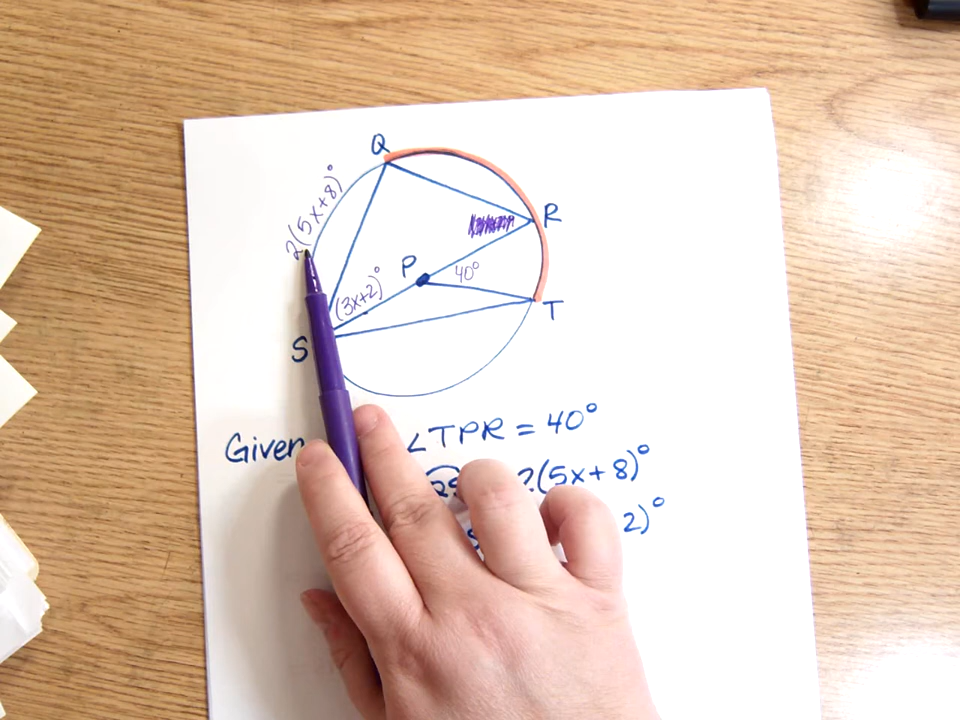 Q
2(5x+8)°
R
P
40°
(3x+2)°
T
S
Given ∠TPR = 40°
2(5x+8)°
2)°